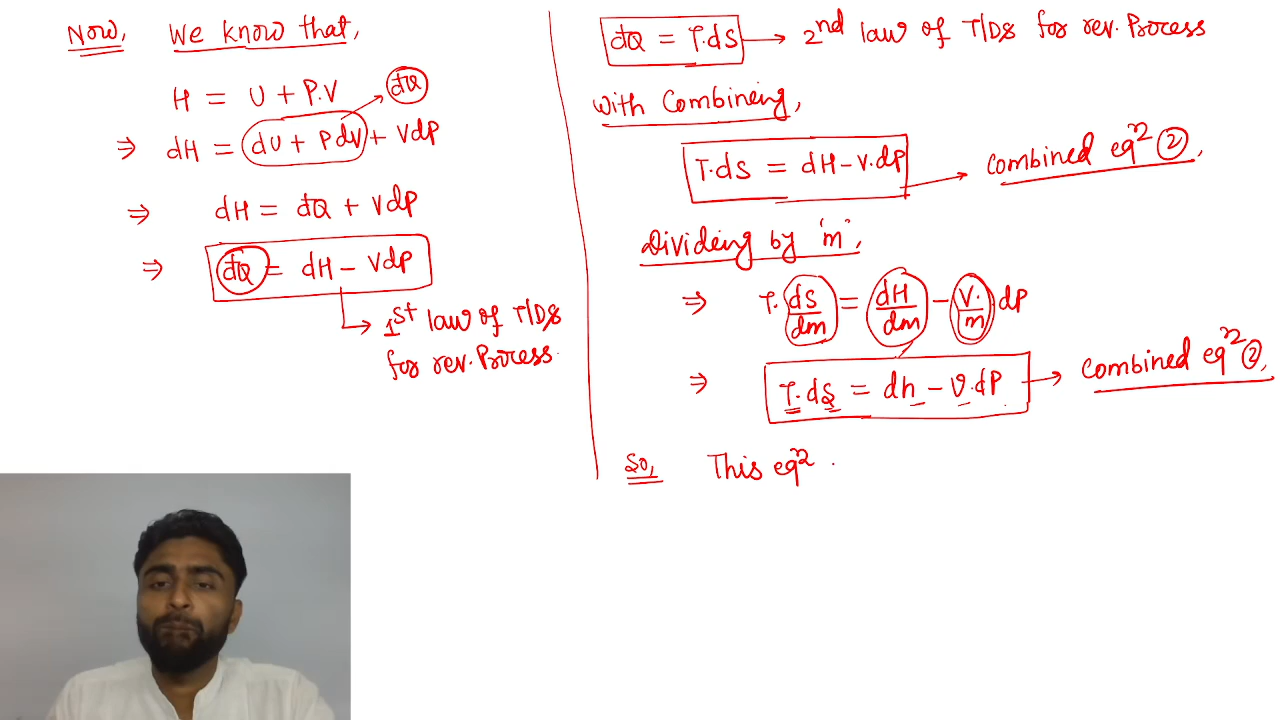 Now, We know that,
H = U + P.V
dQ
⇒ dH = dU + PdV + VdP
⇒ dH = dQ + VdP
⇒ dQ = dH - VdP
1st law of T/Ds
for rev. Process.
dQ = T.dS → 2nd law of T/Ds for rev. Process
with Combineing,
T.dS = dH - V.dP → Combined eqn ②,
Dividing by 'm',
⇒ T. dS/dm = dH/dm - V./m dP
⇒ T.ds = dh - v.dP → Combined eqn ②,
So, This eqn .